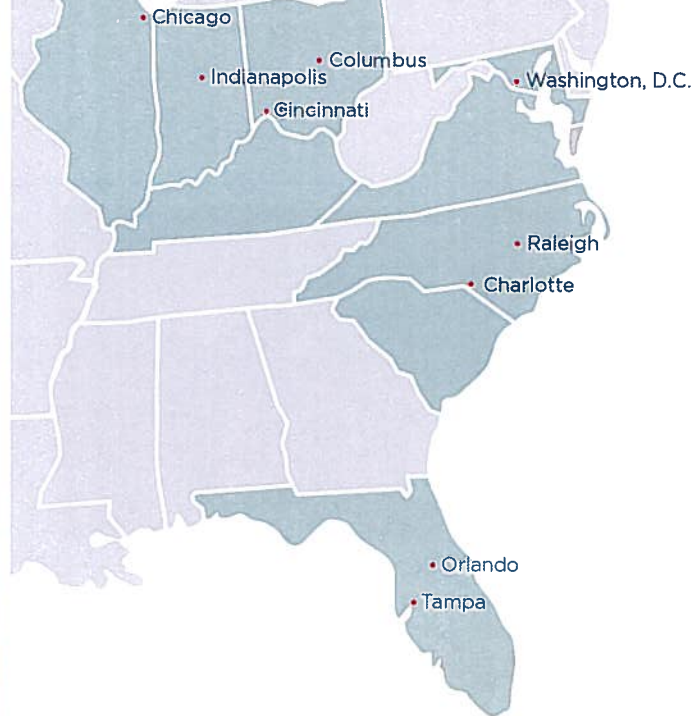 Chicago
Columbus
Indianapolis
Washington, D.C.
Cincinnati
Raleigh
Charlotte
Orlando
Tampa